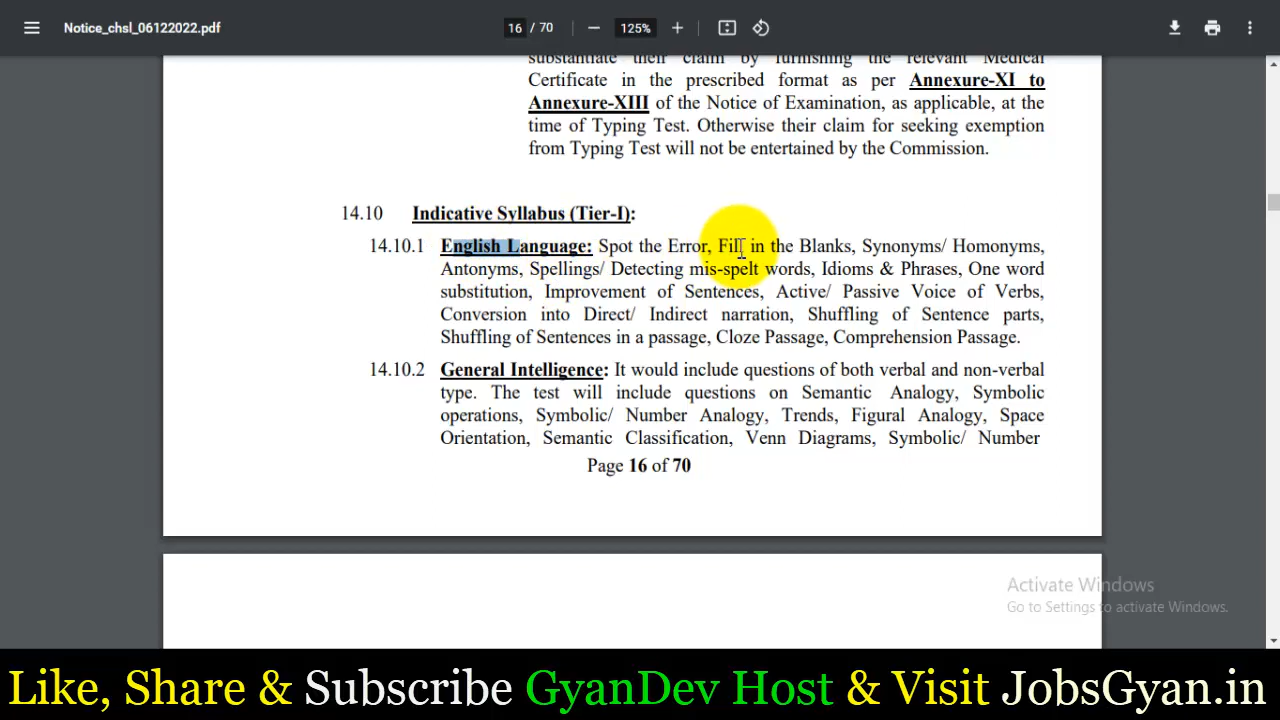 Notice_chsl_06122022.pdf
16 / 70
125%
substantiate their claim by furnishing the relevant Medical
Certificate in the prescribed format as per Annexure-XI to
Annexure-XIII of the Notice of Examination, as applicable, at the
time of Typing Test. Otherwise their claim for seeking exemption
from Typing Test will not be entertained by the Commission.
14.10 Indicative Syllabus (Tier-I):
14.10.1 English Language: Spot the Error, Fill in the Blanks, Synonyms/ Homonyms,
Antonyms, Spellings/ Detecting mis-spelt words, Idioms & Phrases, One word
substitution, Improvement of Sentences, Active/ Passive Voice of Verbs,
Conversion into Direct/ Indirect narration, Shuffling of Sentence parts,
Shuffling of Sentences in a passage, Cloze Passage, Comprehension Passage.
14.10.2 General Intelligence: It would include questions of both verbal and non-verbal
type. The test will include questions on Semantic Analogy, Symbolic
operations, Symbolic/ Number Analogy, Trends, Figural Analogy, Space
Orientation, Semantic Classification, Venn Diagrams, Symbolic/ Number
Page 16 of 70
Activate Windows
Go to Settings to activate Windows.
Like, Share & Subscribe GyanDev Host & Visit JobsGyan.in